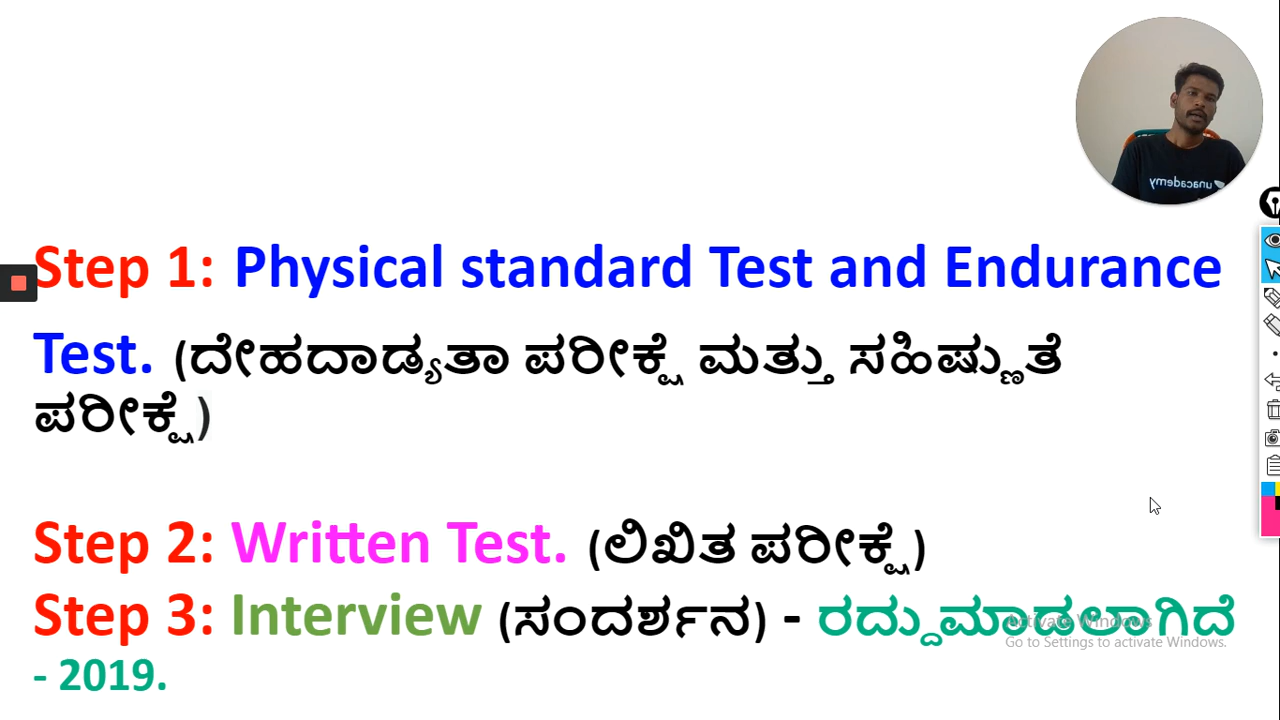 unacademy
Step 1: Physical standard Test and Endurance
Test. (ದೇಹದಾಡ್ಯತಾ ಪರೀಕ್ಷೆ ಮತ್ತು ಸಹಿಷ್ಣುತೆ
ಪರೀಕ್ಷೆ)
Step 2: Written Test. (ಲಿಖಿತ ಪರೀಕ್ಷೆ)
Step 3: Interview (ಸಂದರ್ಶನ) - ರದ್ದುಮಾಡಲಾಗಿದೆ
- 2019.
Activate Windows
Go to Settings to activate Windows.